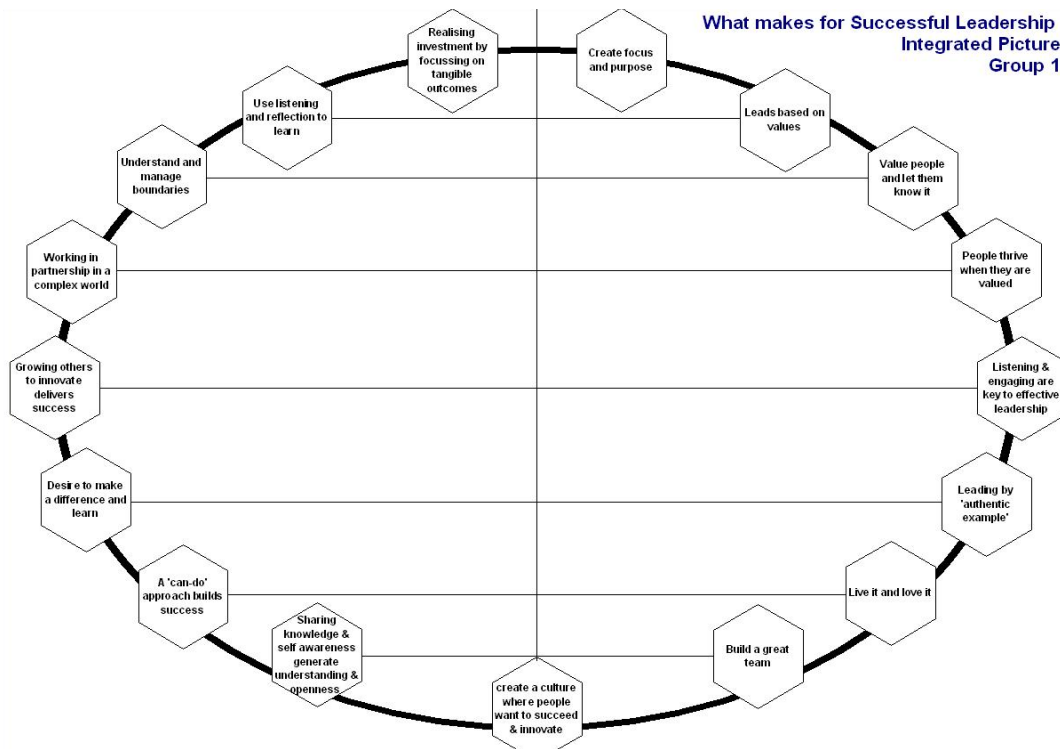 What makes for Successful Leadership
Integrated Picture
Group 1
Realising
investment by
focussing on
tangible
outcomes
Create focus
and purpose
Use listening
and reflection to
learn
Leads based on
values
Understand and
manage
boundaries
Value people
and let them
know it
Working in
partnership in a
complex world
People thrive
when they are
valued
Growing others
to innovate
delivers
success
Listening &
engaging are
key to effective
leadership
Desire to make
a difference and
learn
Leading by
'authentic
example'
A 'can-do'
approach builds
success
Live it and love it
Sharing
knowledge &
self awareness
generate
understanding &
openness
Build a great
team
create a culture
where people
want to succeed
& innovate